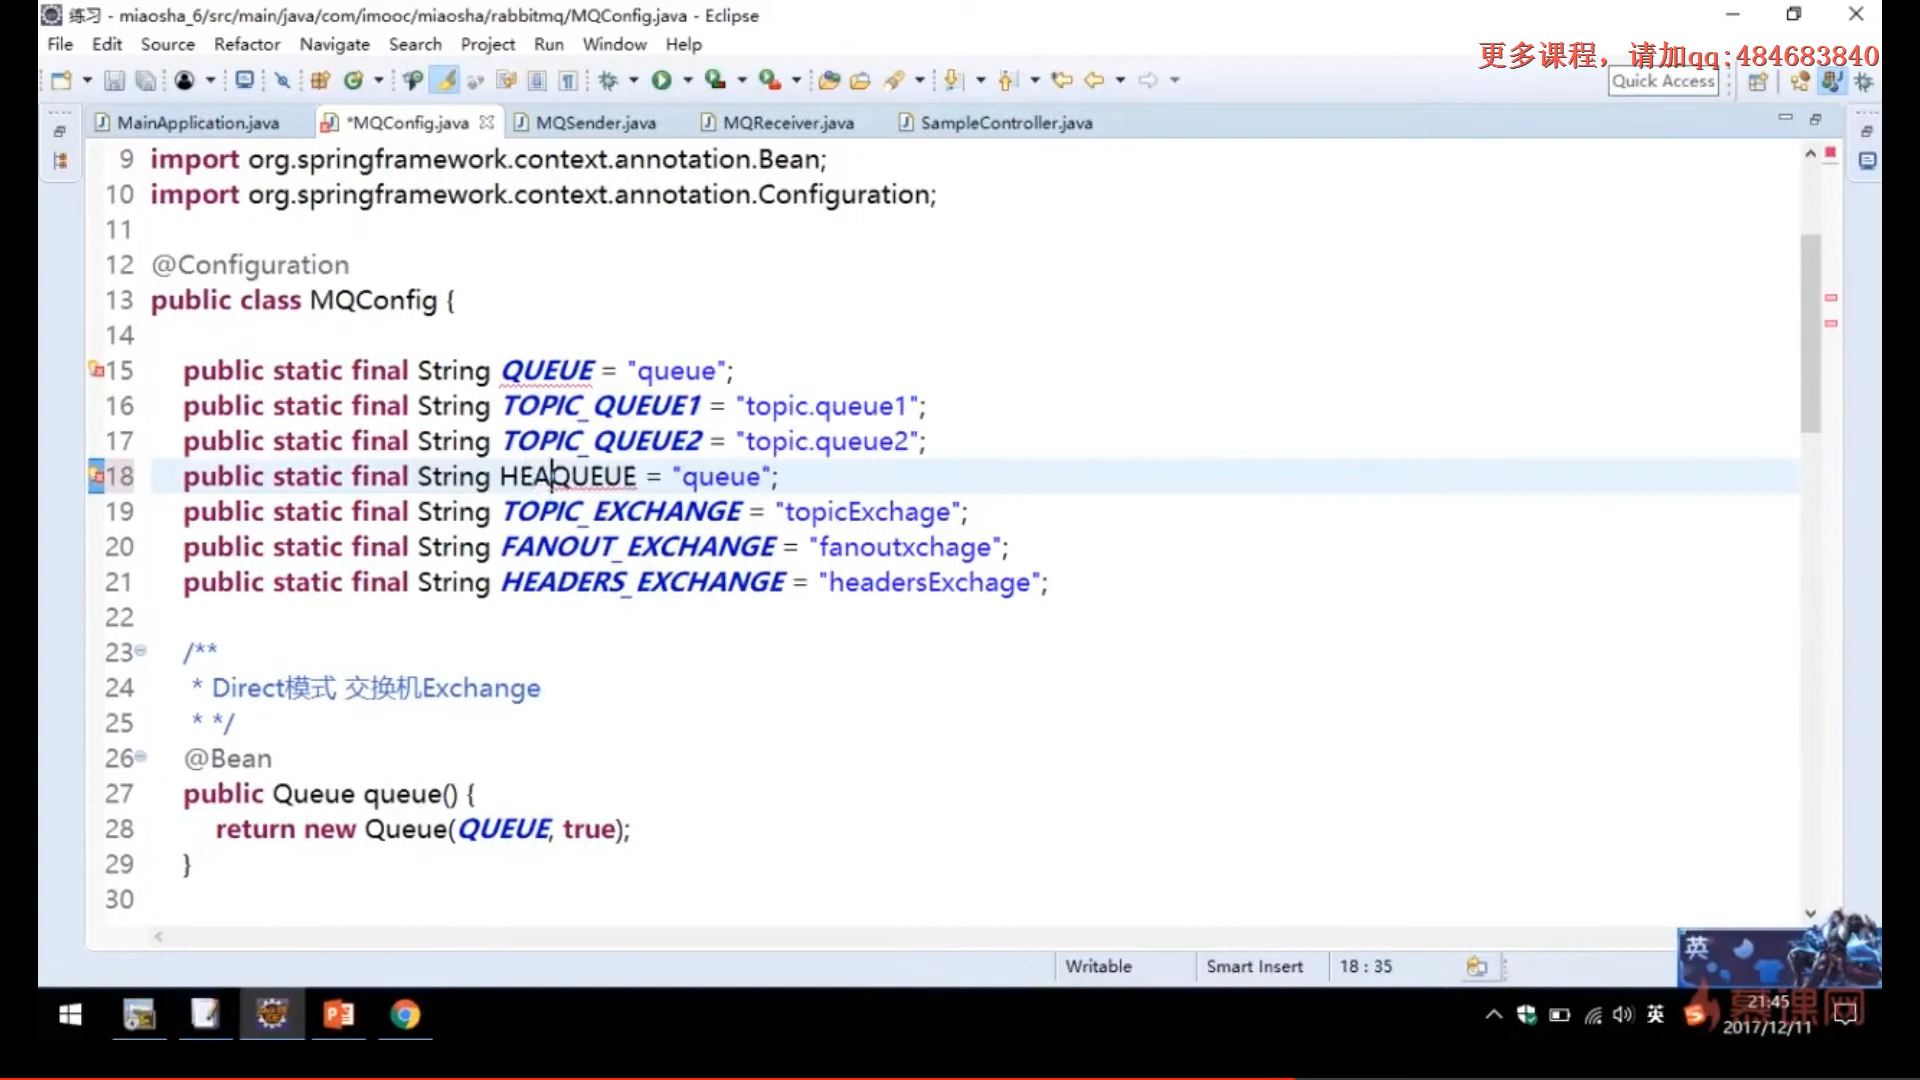 练习 - miaosha_6/src/main/java/com/imooc/miaosha/rabbitmq/MQConfig.java - Eclipse
File Edit Source Refactor Navigate Search Project Run Window Help
更多课程，请加qq:484683840
Quick Access
MainApplication.java *MQConfig.java MQSender.java MQReceiver.java SampleController.java
9 import org.springframework.context.annotation.Bean;
10 import org.springframework.context.annotation.Configuration;
11
12 @Configuration
13 public class MQConfig {
14
15 public static final String QUEUE = "queue";
16 public static final String TOPIC_QUEUE1 = "topic.queue1";
17 public static final String TOPIC_QUEUE2 = "topic.queue2";
18 public static final String HEAQUEUE = "queue";
19 public static final String TOPIC_EXCHANGE = "topicExchage";
20 public static final String FANOUT_EXCHANGE = "fanoutxchage";
21 public static final String HEADERS_EXCHANGE = "headersExchage";
22
23 /**
24 * Direct模式 交换机Exchange
25 * */
26 @Bean
27 public Queue queue() {
28 return new Queue(QUEUE, true);
29 }
30
Writable Smart Insert 18 : 35
英
英
慕课网
21:45
2017/12/11